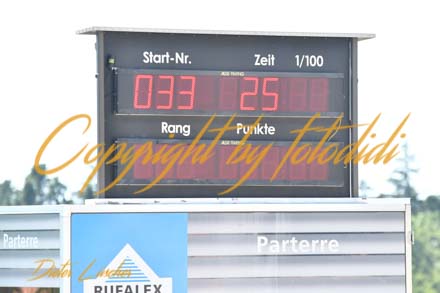 Start-Nr. Zeit 1/100
033 25
Rang Punkte
Copyright by fotodidi
Parterre
Parterre
RUFALEX